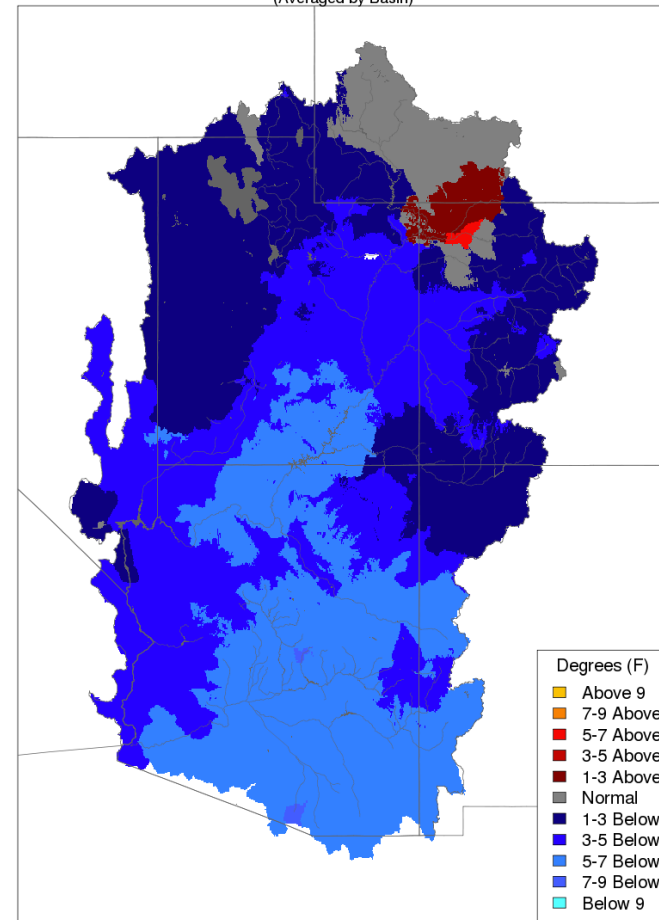 (Averaged by Basin)
Degrees (F)
Above 9
7-9 Above
5-7 Above
3-5 Above
1-3 Above
Normal
1-3 Below
3-5 Below
5-7 Below
7-9 Below
Below 9